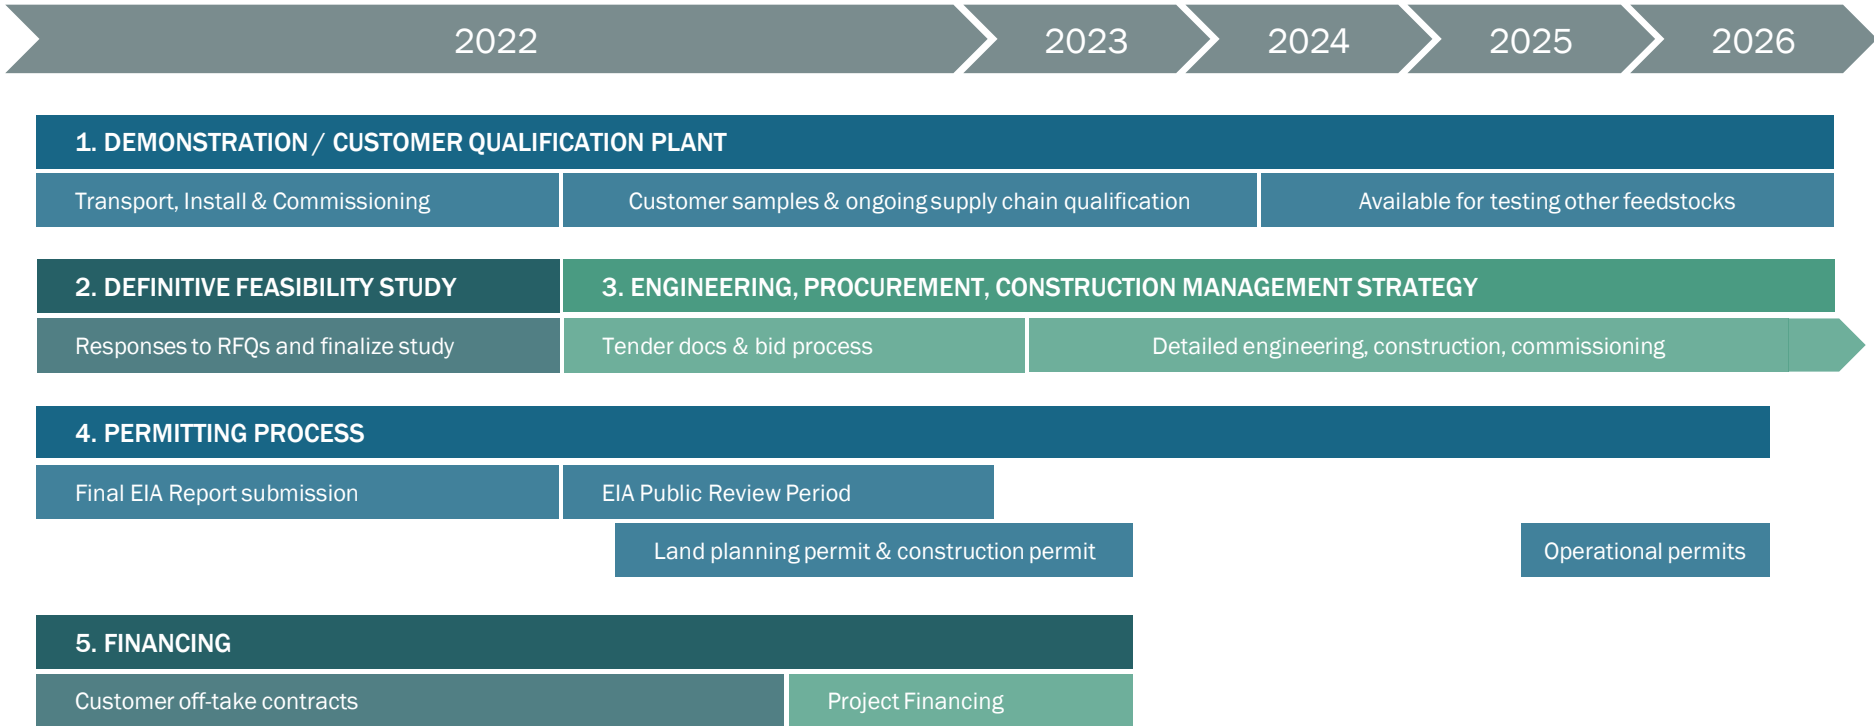 2022
2023
2024
2025
2026
1. DEMONSTRATION / CUSTOMER QUALIFICATION PLANT
Transport, Install & Commissioning
Customer samples & ongoing supply chain qualification
Available for testing other feedstocks
2. DEFINITIVE FEASIBILITY STUDY
3. ENGINEERING, PROCUREMENT, CONSTRUCTION MANAGEMENT STRATEGY
Responses to RFQs and finalize study
Tender docs & bid process
Detailed engineering, construction, commissioning
4. PERMITTING PROCESS
Final EIA Report submission
EIA Public Review Period
Land planning permit & construction permit
Operational permits
5. FINANCING
Customer off-take contracts
Project Financing